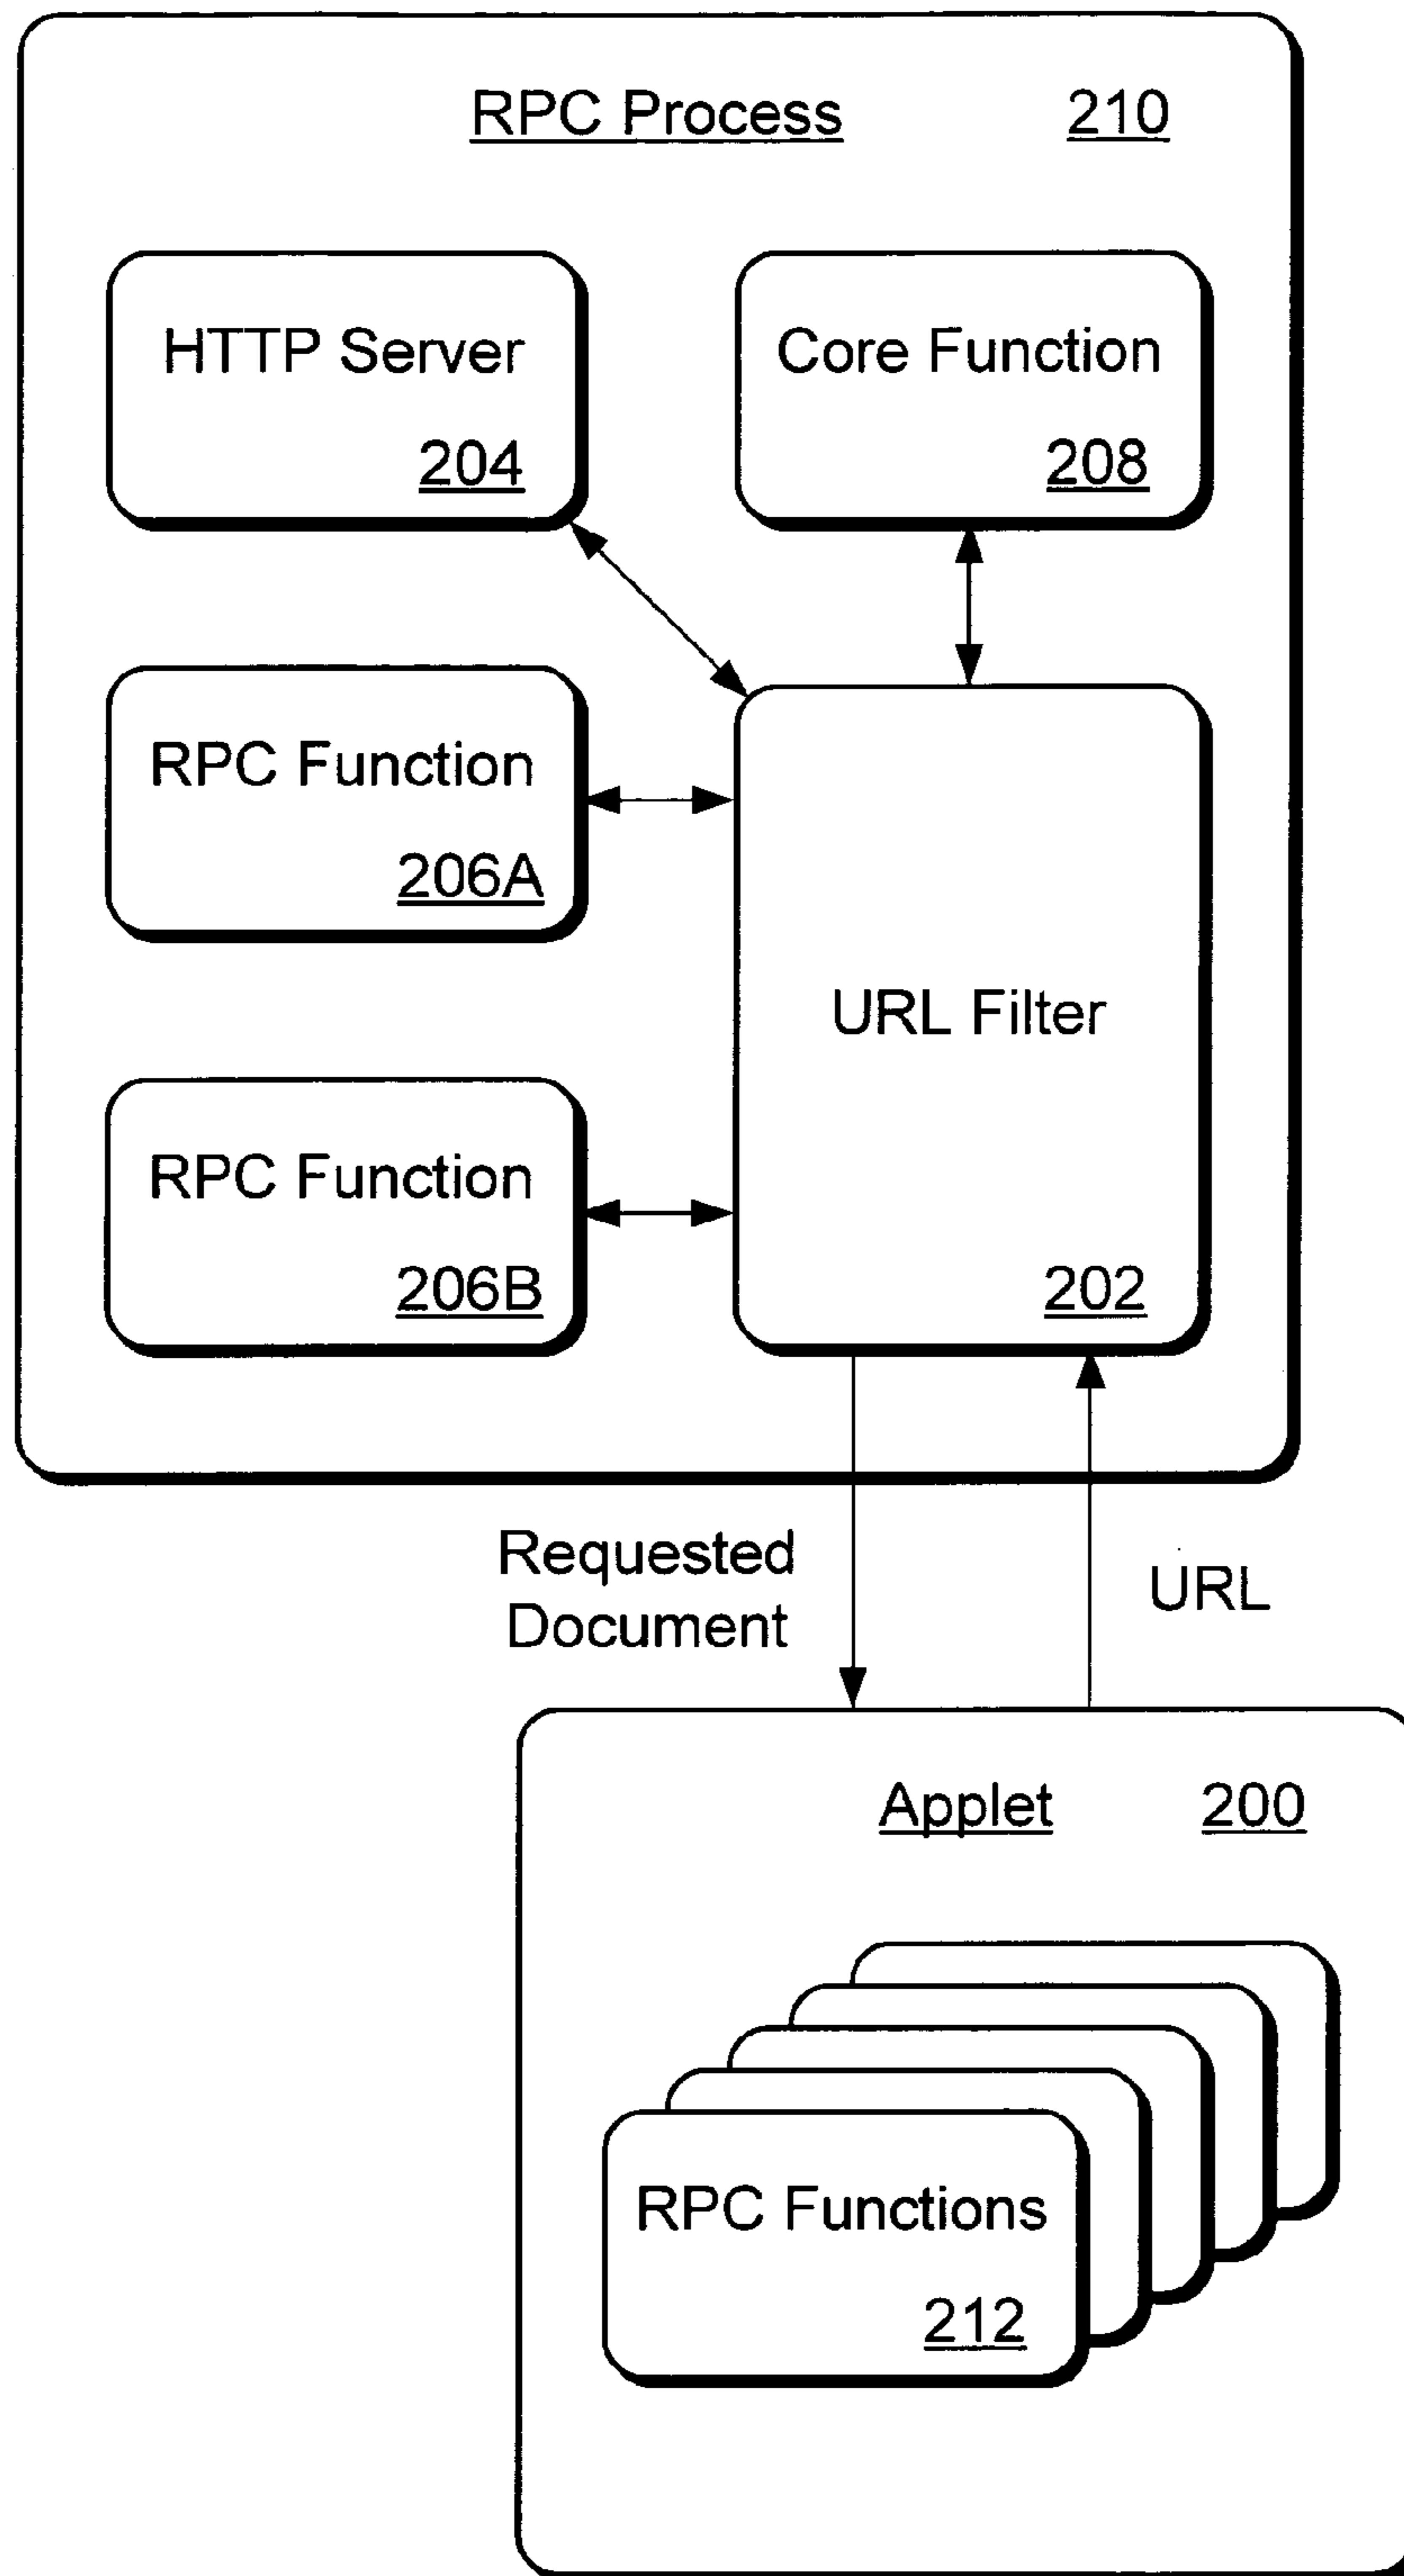 RPC Process 210
HTTP Server
204
Core Function
208
RPC Function
206A
URL Filter
202
RPC Function
206B
Requested
Document
URL
Applet 200
RPC Functions
212